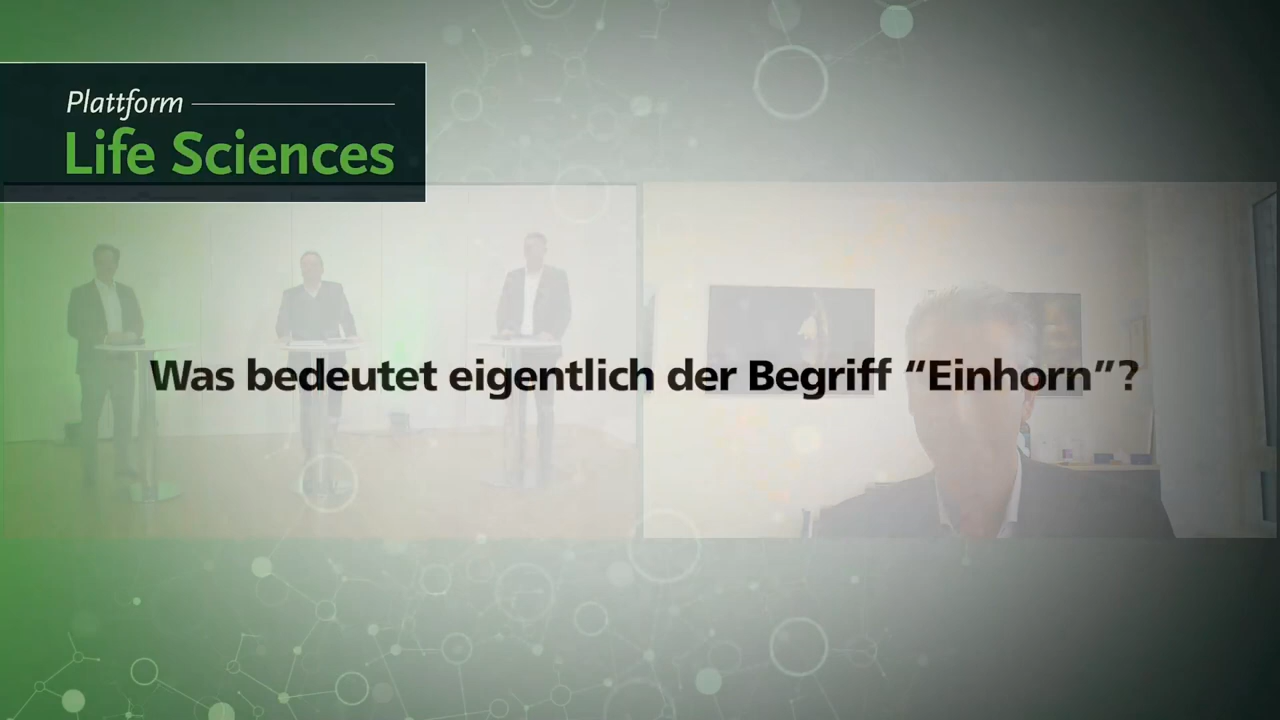 Plattform
Life Sciences
Was bedeutet eigentlich der Begriff “Einhorn”?